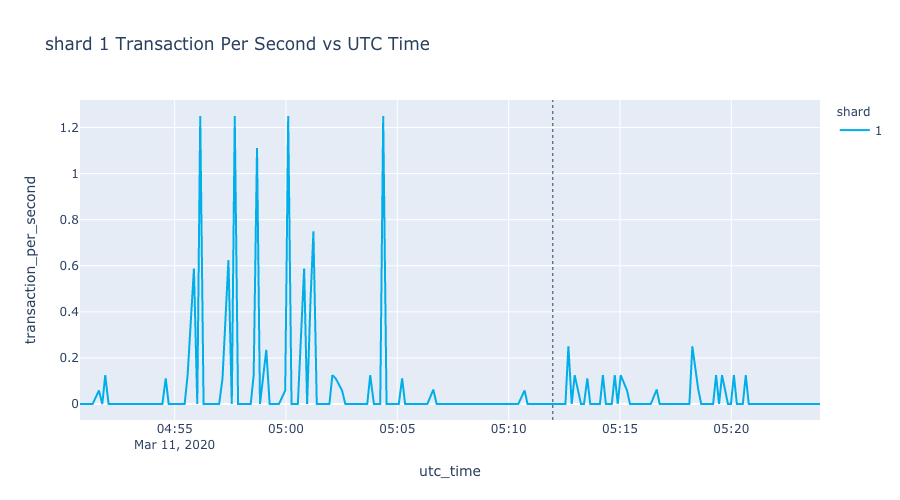 shard 1 Transaction Per Second vs UTC Time
shard
1
1.2
1
0.8
0.6
0.4
0.2
0
transaction_per_second
04:55
05:00
05:05
05:10
05:15
05:20
Mar 11, 2020
utc_time